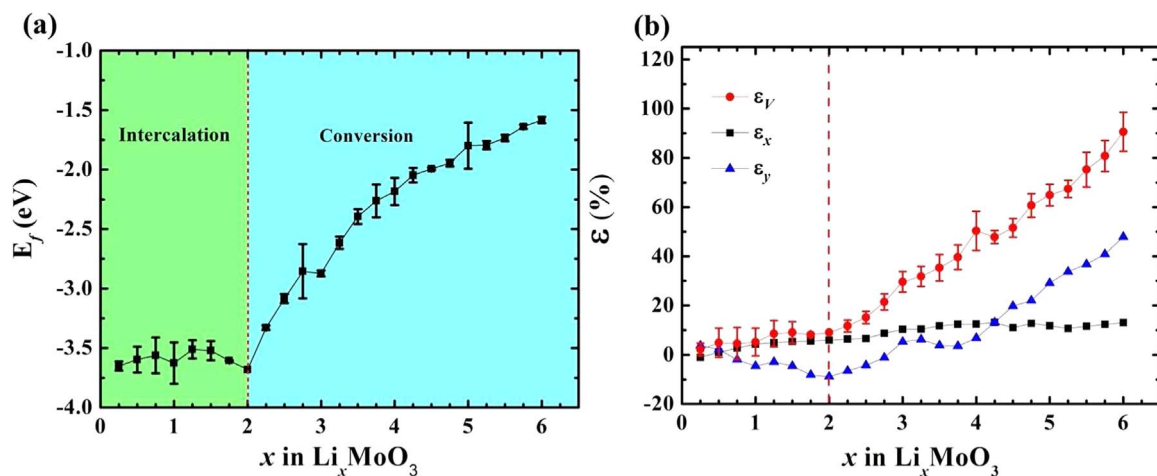 (a)
-1.0
-1.5
-2.0
-2.5
-3.0
-3.5
-4.0
E_f (eV)
Intercalation
Conversion
0 1 2 3 4 5 6
x in Li_xMoO_3
(b)
120
100
80
60
40
20
0
-20
ε (%)
ε_V
ε_x
ε_y
0 1 2 3 4 5 6
x in Li_xMoO_3